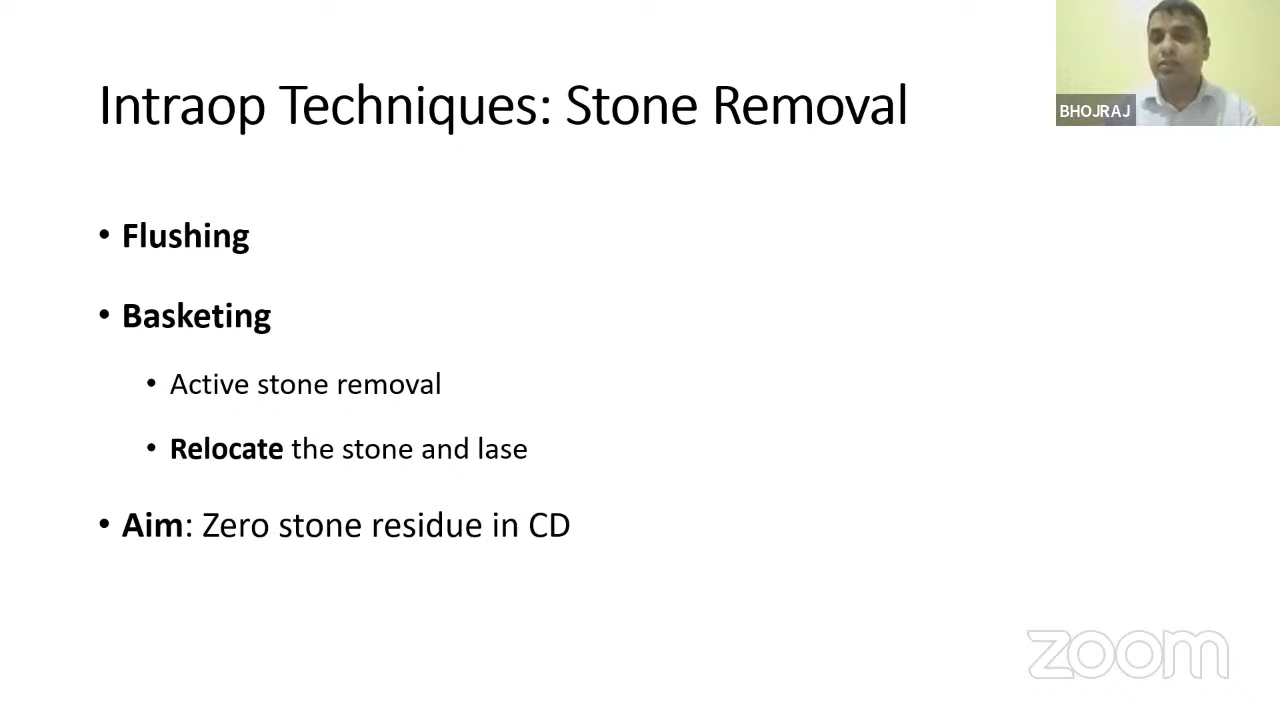 Intraop Techniques: Stone Removal
BHOJRAJ
• Flushing
• Basketing
• Active stone removal
• Relocate the stone and lase
• Aim: Zero stone residue in CD
zoom